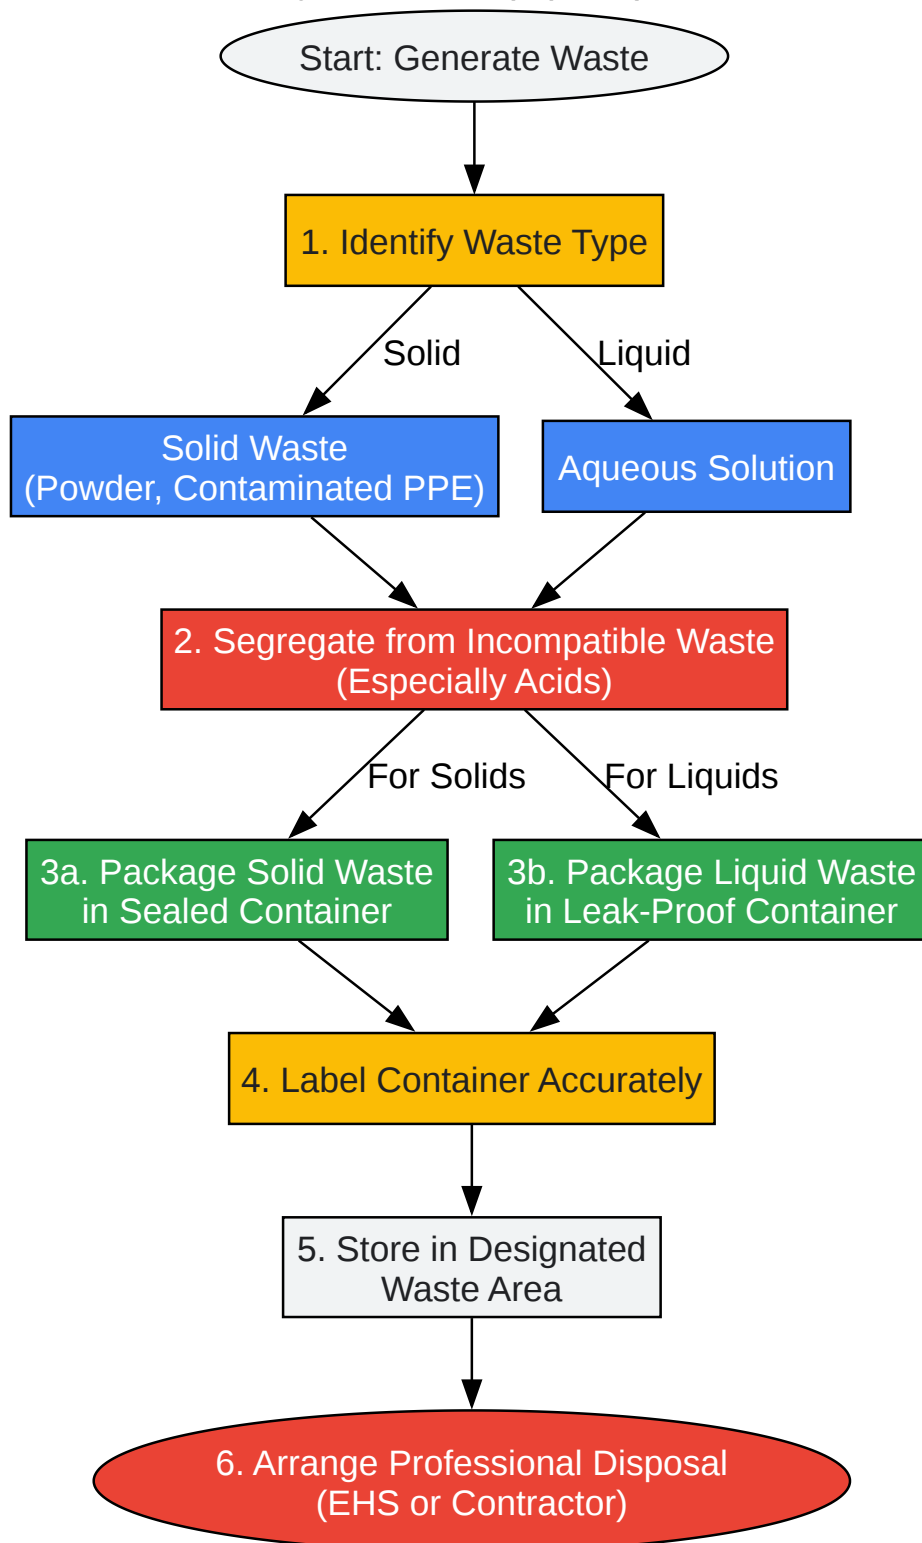 Start: Generate Waste
1. Identify Waste Type
Solid
Liquid
Solid Waste
(Powder, Contaminated PPE)
Aqueous Solution
2. Segregate from Incompatible Waste
(Especially Acids)
For Solids
For Liquids
3a. Package Solid Waste
in Sealed Container
3b. Package Liquid Waste
in Leak-Proof Container
4. Label Container Accurately
5. Store in Designated
Waste Area
6. Arrange Professional Disposal
(EHS or Contractor)